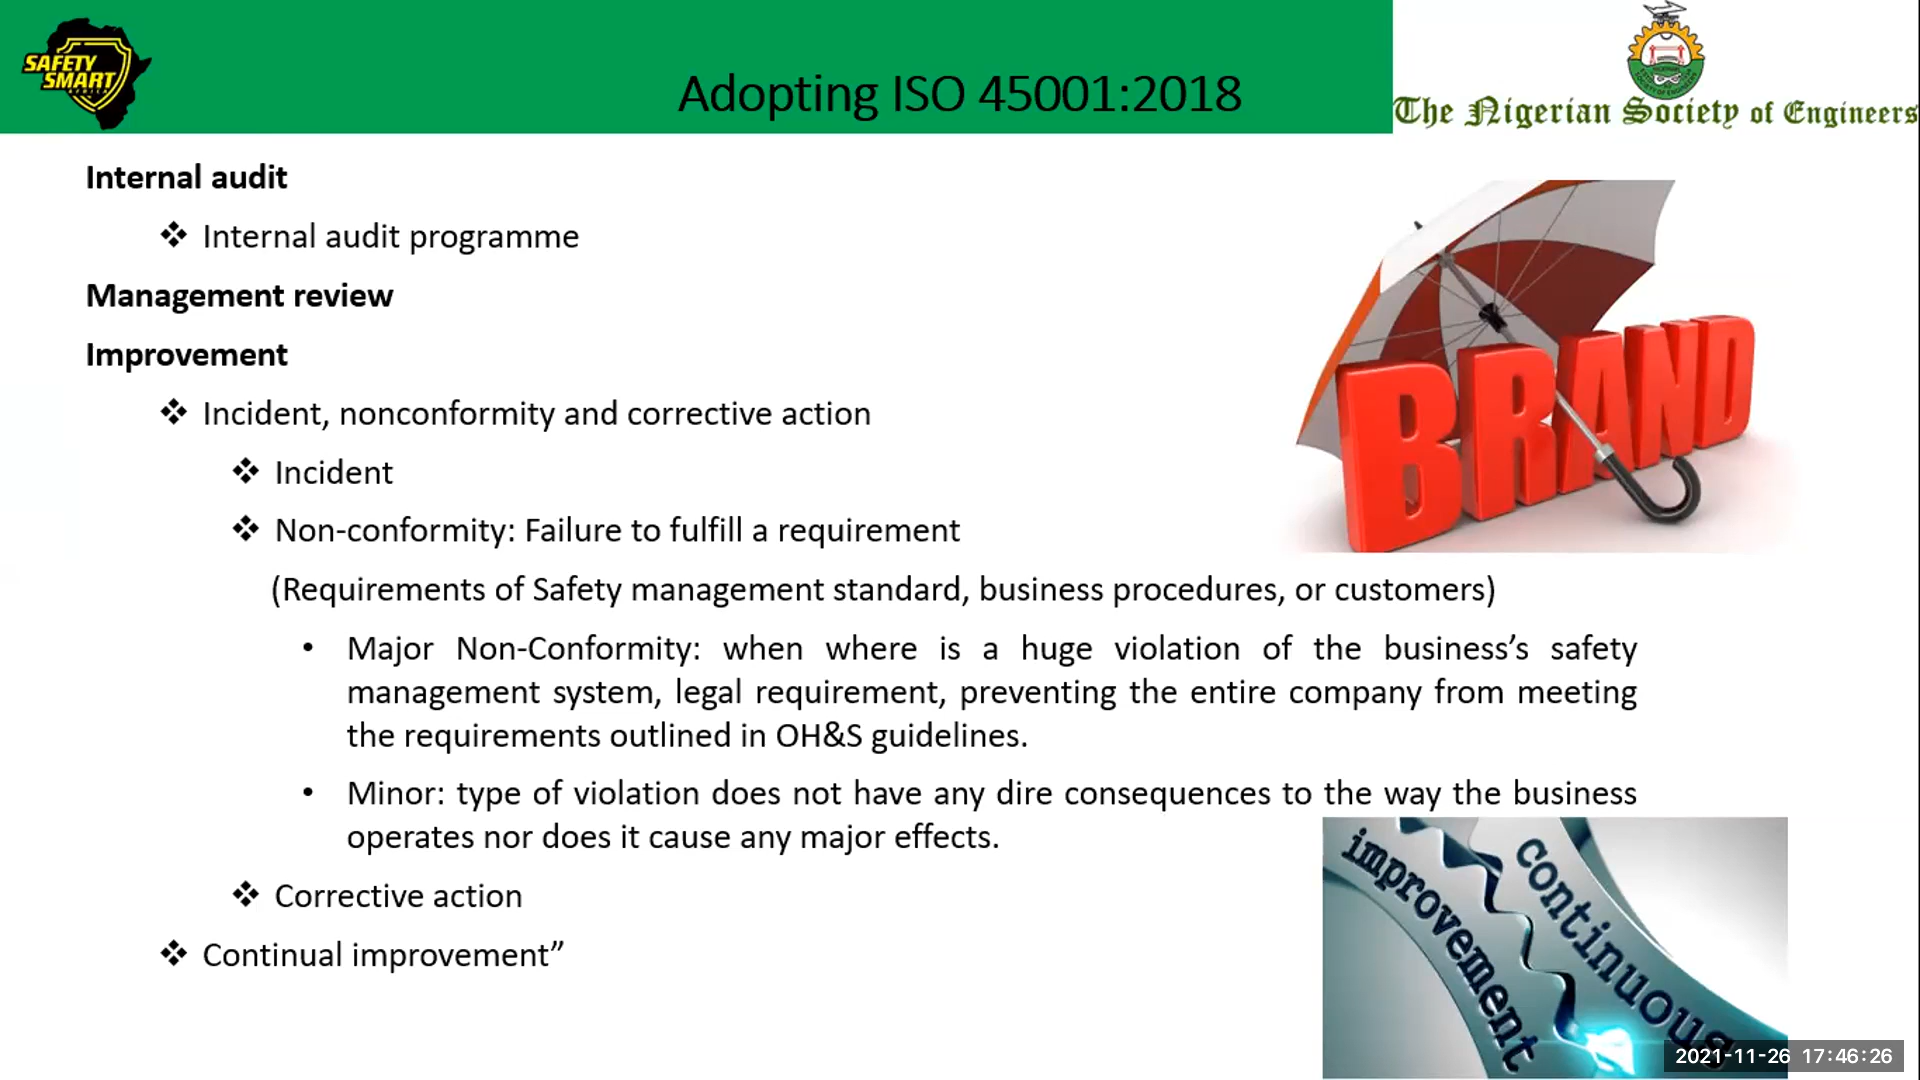 SAFETY
SMART
Adopting ISO 45001:2018
The Nigerian Society of Engineers
Internal audit
❖ Internal audit programme
Management review
Improvement
❖ Incident, nonconformity and corrective action
❖ Incident
❖ Non-conformity: Failure to fulfill a requirement
(Requirements of Safety management standard, business procedures, or customers)
• Major Non-Conformity: when where is a huge violation of the business’s safety
management system, legal requirement, preventing the entire company from meeting
the requirements outlined in OH&S guidelines.
• Minor: type of violation does not have any dire consequences to the way the business
operates nor does it cause any major effects.
❖ Corrective action
❖ Continual improvement”
BRAND
improvement
continuous
2021-11-26 17:46:26